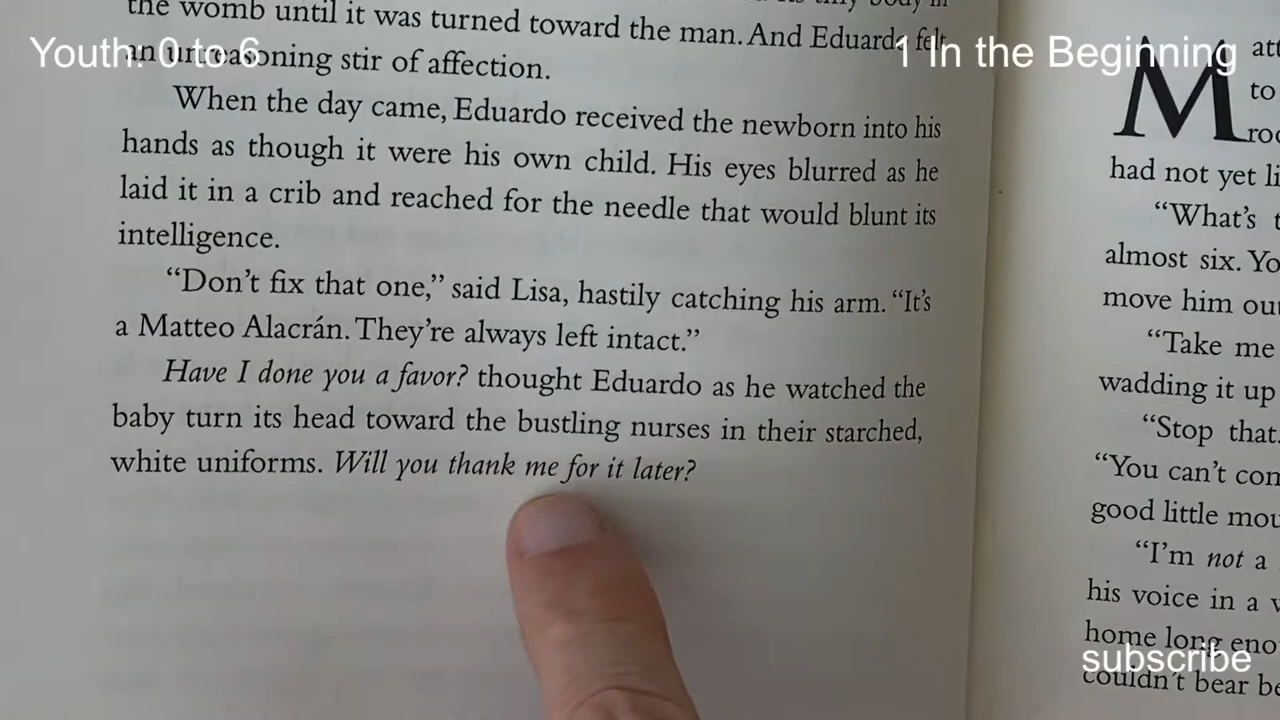 Youth: 0 to 6
1 In the Beginning
the womb until it was turned toward the man. And Eduardo felt
an unreasoning stir of affection.
When the day came, Eduardo received the newborn into his
hands as though it were his own child. His eyes blurred as he
laid it in a crib and reached for the needle that would blunt its
intelligence.
“Don’t fix that one,” said Lisa, hastily catching his arm. “It’s
a Matteo Alacrán. They’re always left intact.”
Have I done you a favor? thought Eduardo as he watched the
baby turn its head toward the bustling nurses in their starched,
white uniforms. Will you thank me for it later?
M
to
had not yet
“What’s
almost six. Yo
move him out
“Take me
wadding it up
“Stop that.
“You can’t
good little
“I’m not a
his voice in a
home long
couldn’t bear
subscribe